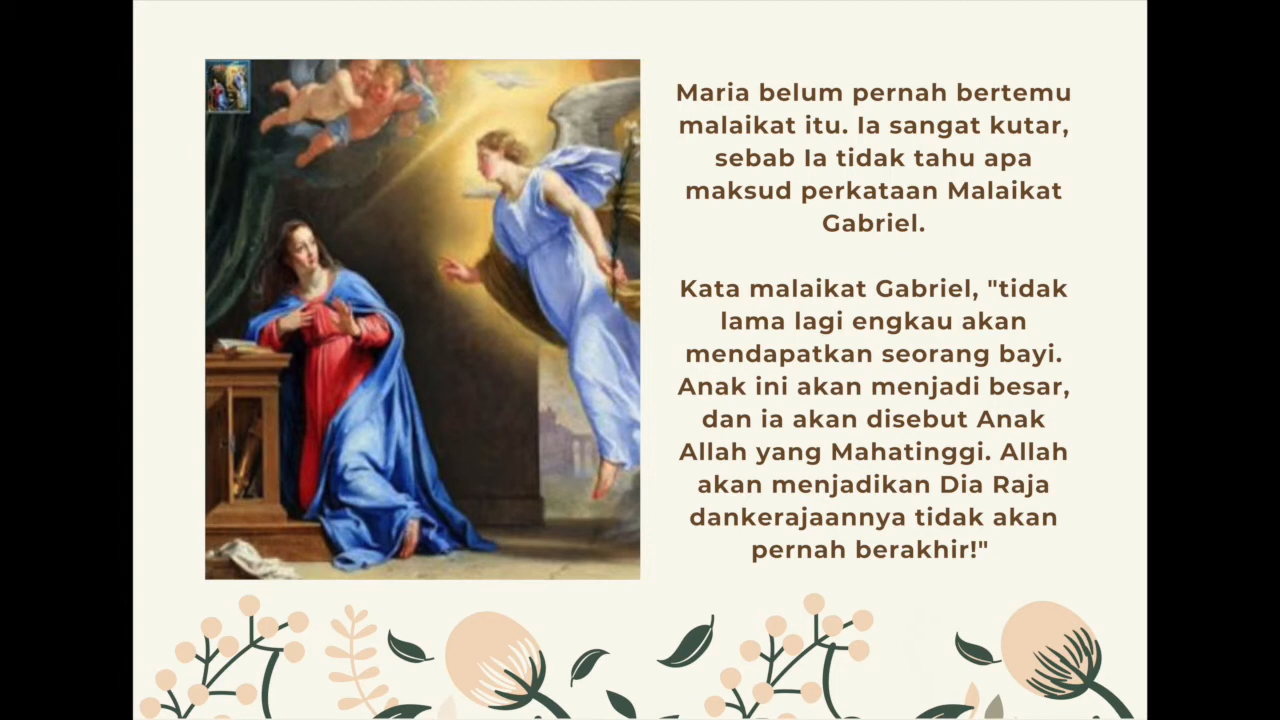 Maria belum pernah bertemu
malaikat itu. Ia sangat kutar,
sebab Ia tidak tahu apa
maksud perkataan Malaikat
Gabriel.
Kata malaikat Gabriel, "tidak
lama lagi engkau akan
mendapatkan seorang bayi.
Anak ini akan menjadi besar,
dan ia akan disebut Anak
Allah yang Mahatinggi. Allah
akan menjadikan Dia Raja
dankerajaannya tidak akan
pernah berakhir!"